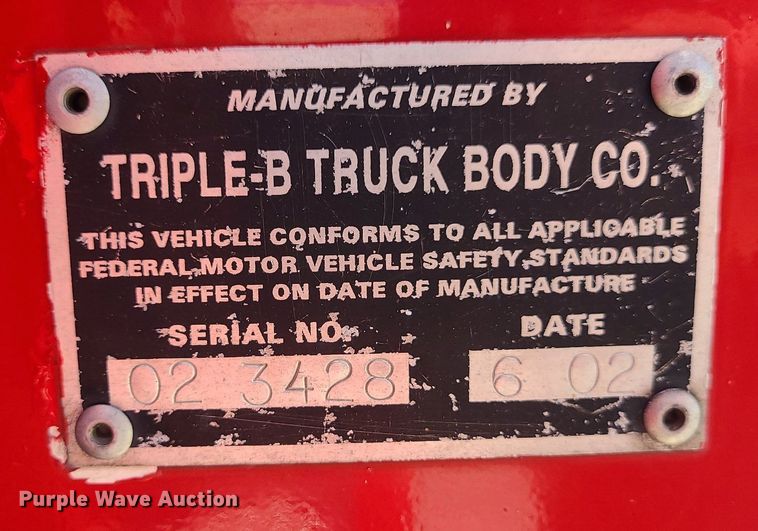 MANUFACTURED BY
TRIPLE-B TRUCK BODY CO.
THIS VEHICLE CONFORMS TO ALL APPLICABLE
FEDERAL MOTOR VEHICLE SAFETY STANDARDS
IN EFFECT ON DATE OF MANUFACTURE
SERIAL NO. DATE
02 3428 6 02
Purple Wave Auction